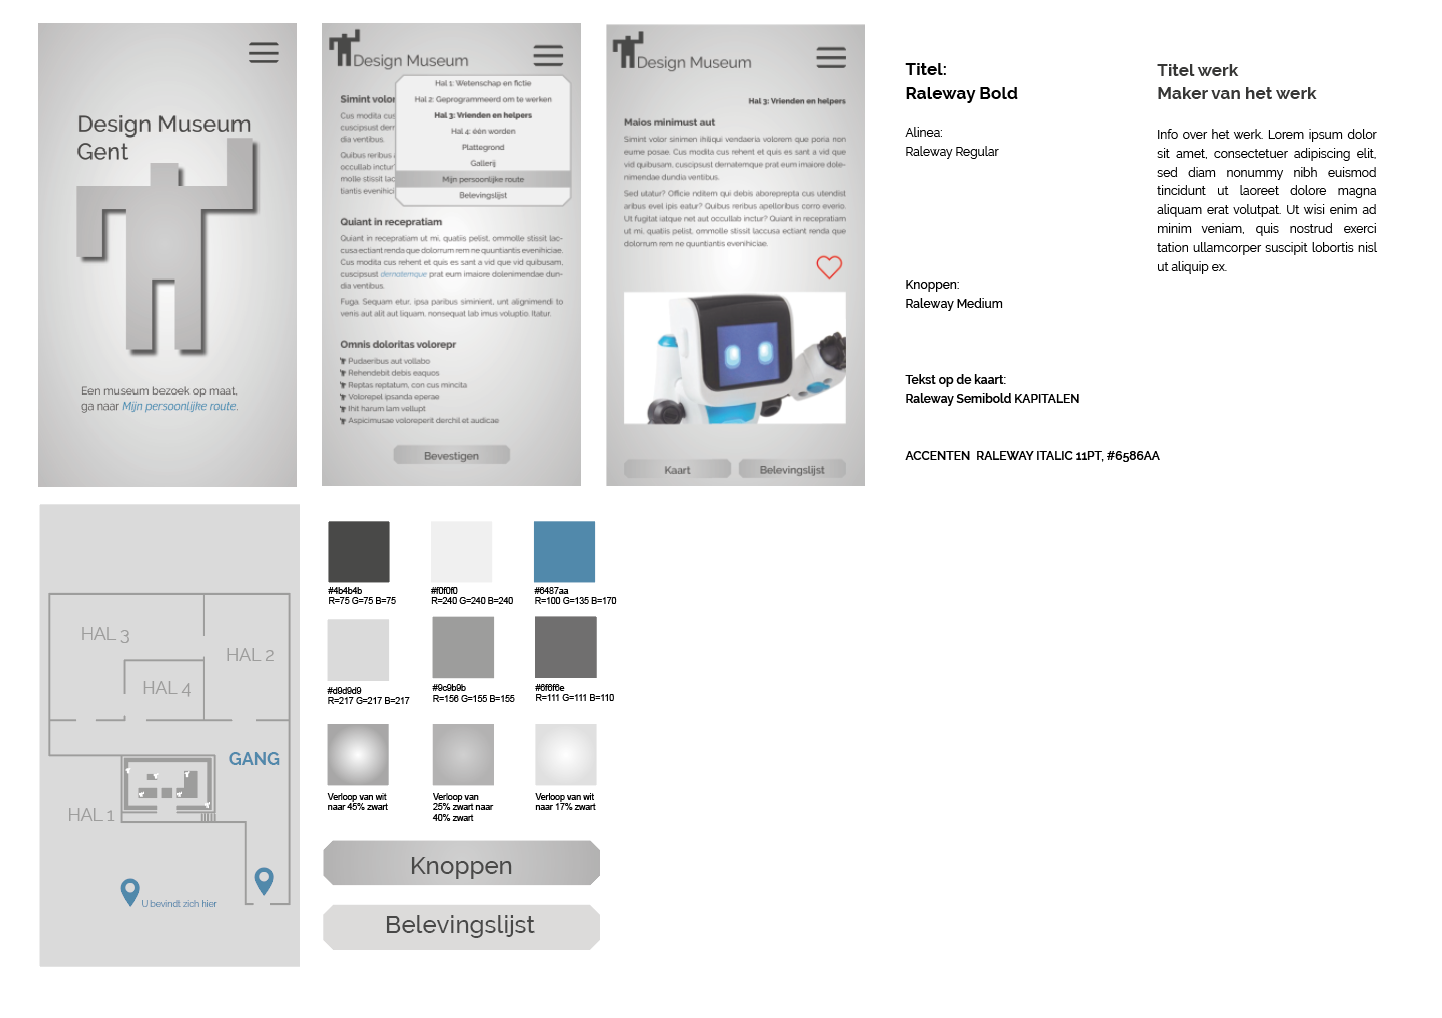 Design Museum
Gent
Een museum bezoek op maat,
ga naar Mijn persoonlijke route.
Design Museum
Hal 1: Wetenschap en fictie
Hal 2: Geprogrammeerd om te werken
Hal 3: Vrienden en helpers
Hal 4: één worden
Plattegrond
Gallerij
Mijn persoonlijke route
Belevingslijst
Simint volor
Cus modita cus
cuscipsust dern
dia ventibus.
Quibus reribus a
occullab inctur?
molle stissit lac
tiantis evenihici
Quiant in recepratiam
Quiant in recepratiam ut mi, quatiis pelist, ommolle stissit lac-
cusa ectiant renda que dolorrum rem ne quuntiantis evenihiciae.
Cus modita cus rehent et quis es sant a vid que vid quibusam,
cuscipsust dernatemque prat eum imaiore dolenimendae dun-
dia ventibus.
Fuga. Sequam etur, ipsa paribus siminient, unt alignimendi to
venis aut alit aut liquam, nonsequat lab imus voluptio. Itatur.
Omnis doloritas volorepr
Pudaeribus aut vollabo
Rehendebit debis eaquos
Reptas reptatum, con cus mincita
Volorepel ipsanda eperae
Ihit harum lam vellupt
Aspicimusae voloreperit derchil et audicae
Bevestigen
Design Museum
Hal 3: Vrienden en helpers
Maios minimust aut
Simint volor sinimen ihiliqui vendaeria volorem que poria non
eume posae. Cus modita cus rehent et quis es sant a vid que
vid quibusam, cuscipsust dernatemque prat eum imaiore dole-
nimendae dundia ventibus.
Sed utatur? Officie nditem qui debis aboreprepta cus utendist
aribus evel ipis eatur? Quibus reribus apelloribus corro everio.
Ut fugitat iatque net aut occullab inctur? Quiant in recepratiam
ut mi, quatiis pelist, ommolle stissit laccusa ectiant renda que
dolorrum rem ne quuntiantis evenihiciae.
Kaart
Belevingslijst
Titel:
Raleway Bold
Alinea:
Raleway Regular
Knoppen:
Raleway Medium
Tekst op de kaart:
Raleway Semibold KAPITALEN
ACCENTEN  RALEWAY ITALIC 11PT, #6586AA
Titel werk
Maker van het werk
Info over het werk. Lorem ipsum dolor
sit amet, consectetuer adipiscing elit,
sed diam nonummy nibh euismod
tincidunt ut laoreet dolore magna
aliquam erat volutpat. Ut wisi enim ad
minim veniam, quis nostrud exerci
tation ullamcorper suscipit lobortis nisl
ut aliquip ex.
HAL 3
HAL 2
HAL 4
GANG
HAL 1
U bevindt zich hier
#4b4b4b
R=75 G=75 B=75
#f0f0f0
R=240 G=240 B=240
#6487aa
R=100 G=135 B=170
#d9d9d9
R=217 G=217 B=217
#9c9b9b
R=156 G=155 B=155
#6f6f6e
R=111 G=111 B=110
Verloop van wit
naar 45% zwart
Verloop van
25% zwart naar
40% zwart
Verloop van wit
naar 17% zwart
Knoppen
Belevingslijst